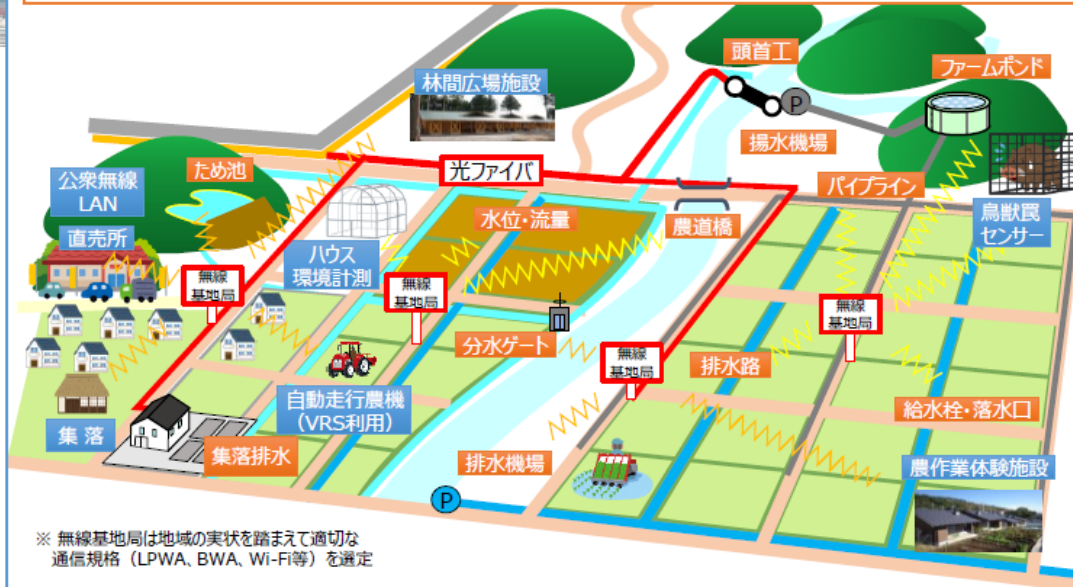 頭首工
ファームポンド
林間広場施設
P
揚水機場
ため池
光ファイバ
パイプライン
公衆無線
LAN
直売所
水位・流量
農道橋
鳥獣罠
センサー
ハウス
環境計測
無線
基地局
無線
基地局
無線
基地局
分水ゲート
無線
基地局
排水路
自動走行農機
（VRS利用）
給水栓・落水口
集 落
集落排水
排水機場
農作業体験施設
P
※ 無線基地局は地域の実状を踏まえて適切な
通信規格（LPWA、BWA、Wi-Fi等）を選定